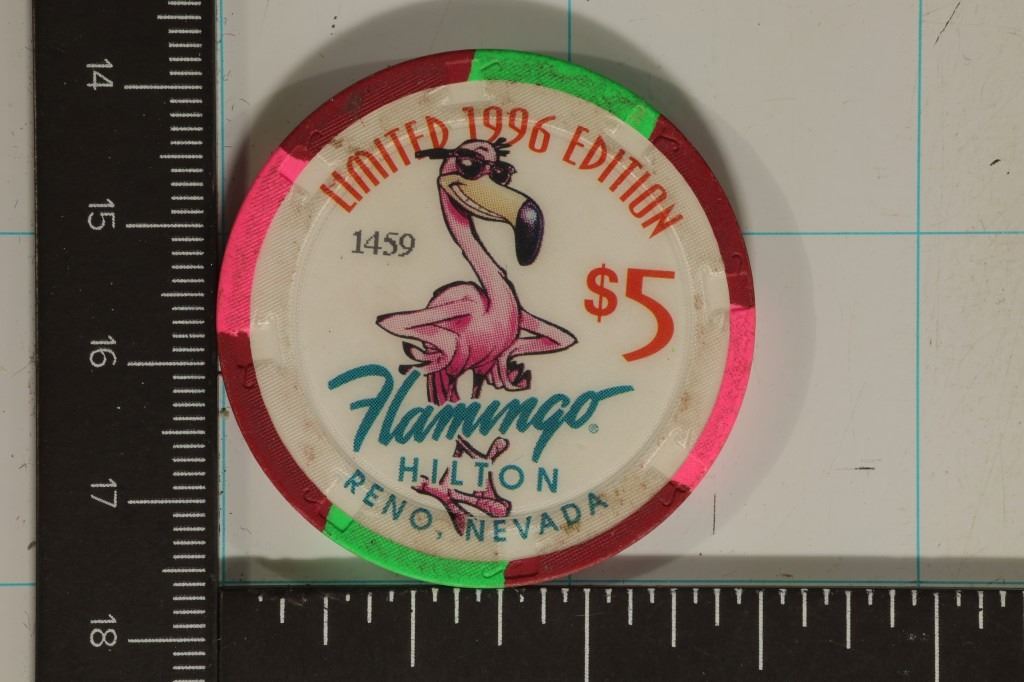 LIMITED 1996 EDITION
1459
$5
Flamingo®
HILTON
RENO, NEVADA
14
15
16
17
18